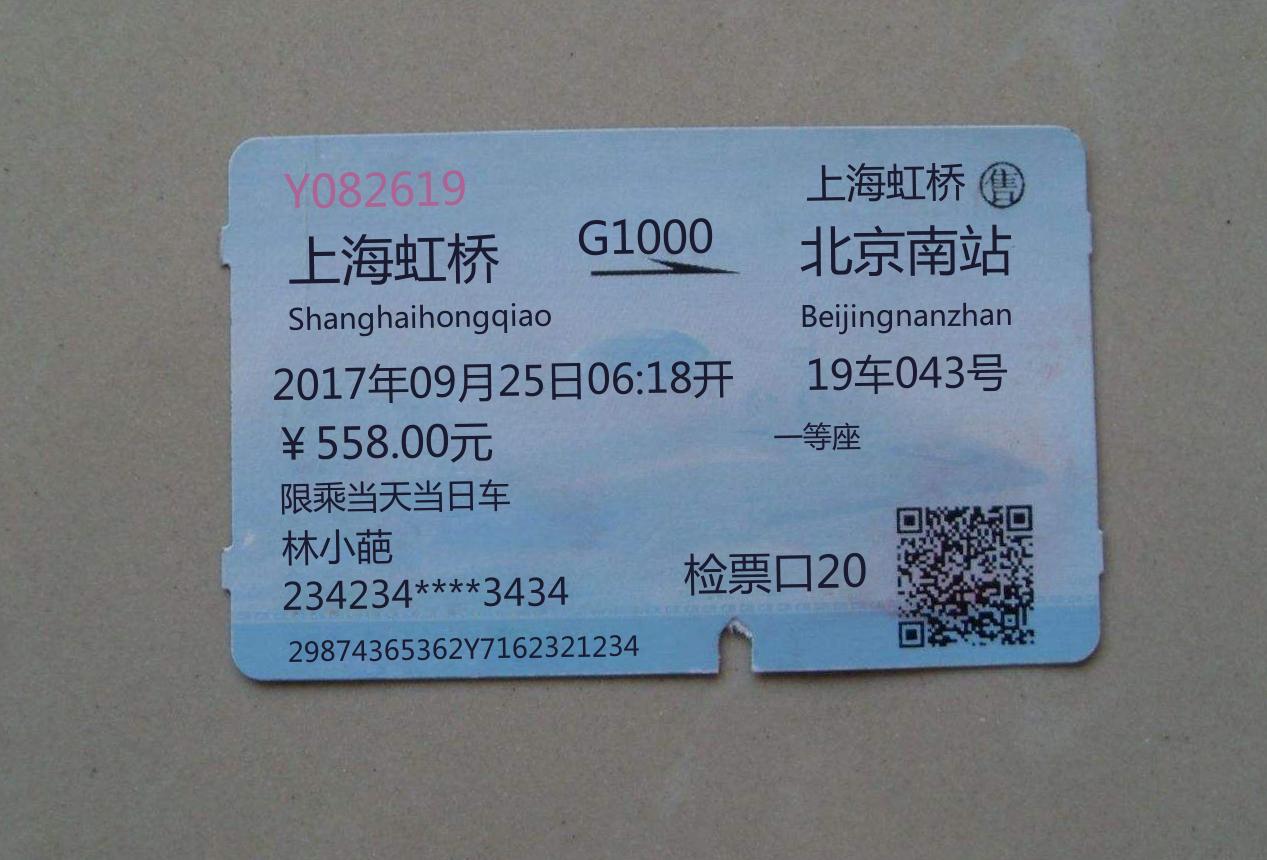 Y082619
上海虹桥 售
上海虹桥 G1000 北京南站
Shanghaihongqiao Beijingnanzhan
2017年09月25日06:18开 19车043号
¥558.00元 一等座
限乘当天当日车
林小葩
234234****3434 检票口20
29874365362Y7162321234